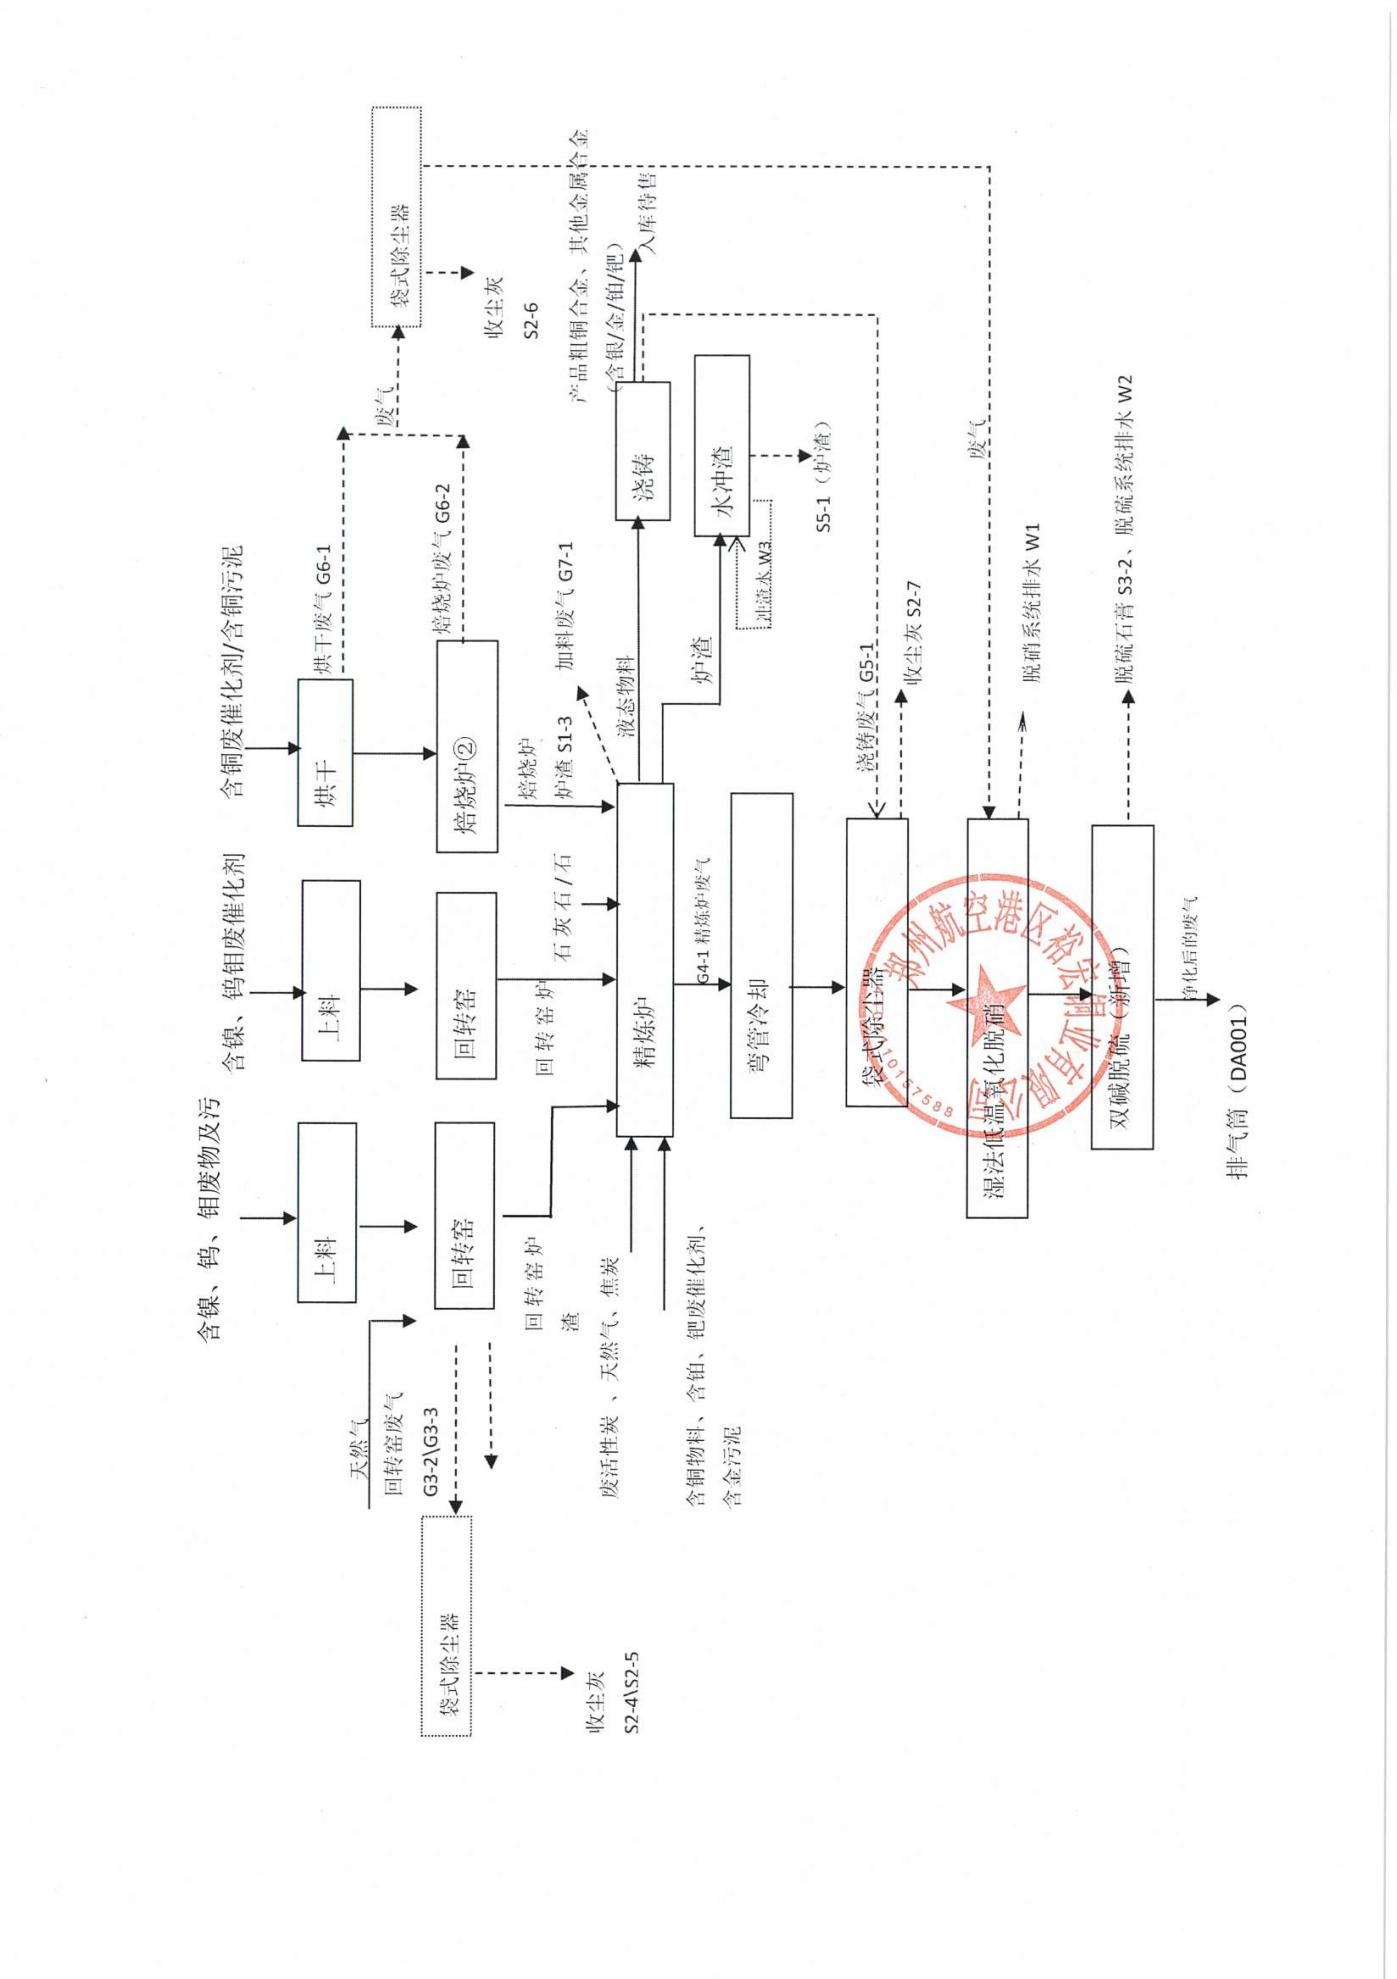 含镍、钨、钼废物及污
含镍、钨钼废催化剂
含铜废催化剂/含铜污泥
上料
上料
烘干
烘干废气 G6-1
废气
袋式除尘器
天然气
回转窑废气
G3-2\G3-3
回转窑
回转窑
焙烧炉②
焙烧炉废气 G6-2
收尘灰
S2-6
袋式除尘器
收尘灰
S2-4\S2-5
回转窑炉
渣
回转窑炉
石灰石/石
焙烧炉
炉渣 S1-3
加料废气 G7-1
产品粗铜合金、其他金属合金
（含银/金/铂/钯）
入库待售
废活性炭、天然气、焦炭
精炼炉
液态物料
浇铸
含铜物料、含铂、钯废催化剂、
含金污泥
G4-1 精炼炉废气
炉渣
水冲渣
冲渣水 W3
S5-1（炉渣）
弯管冷却
浇铸废气 G5-1
袋式除尘器
收尘灰 S2-7
废气
湿法低温氧化脱硝
脱硝系统排水 W1
双碱脱硫（新增）
脱硫石膏 S3-2、脱硫系统排水 W2
净化后的废气
排气筒（DA001）
郑州航空港区裕宏铜业有限公司